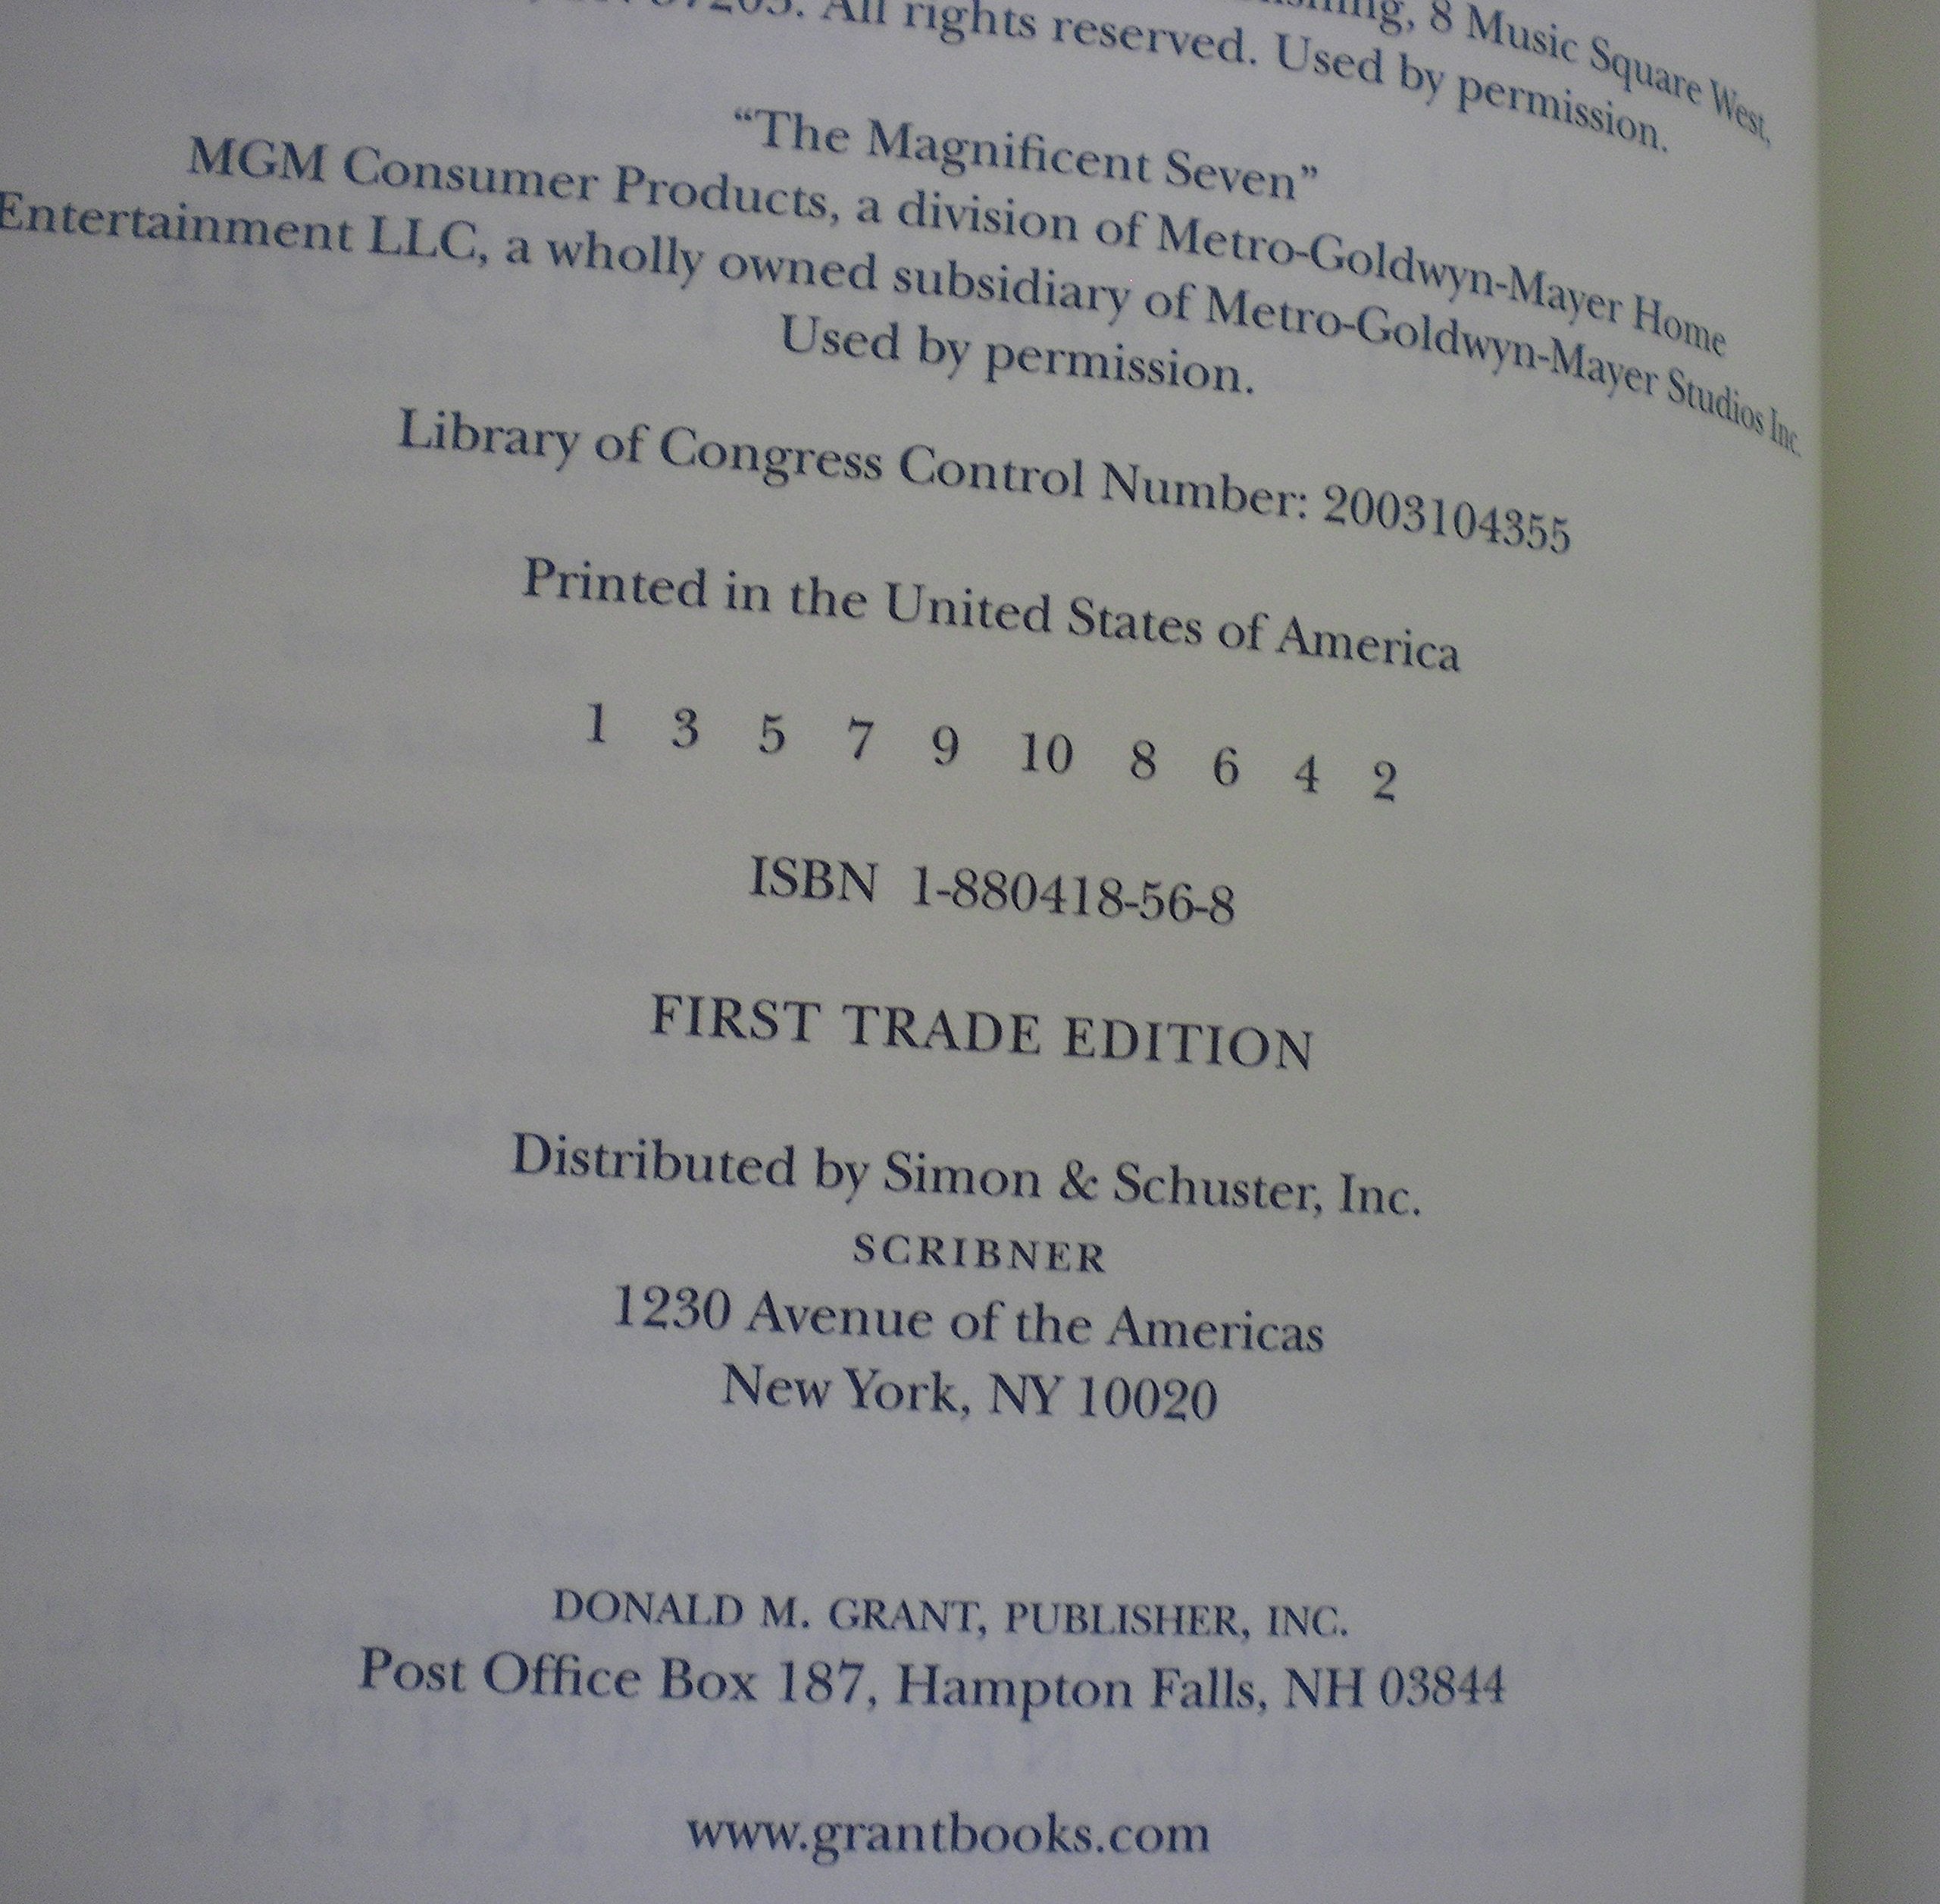 8 Music Square West,
All rights reserved. Used by permission.
“The Magnificent Seven”
MGM Consumer Products, a division of Metro-Goldwyn-Mayer Home
Entertainment LLC, a wholly owned subsidiary of Metro-Goldwyn-Mayer Studios Inc.
Used by permission.
Library of Congress Control Number: 2003104355
Printed in the United States of America
1 3 5 7 9 10 8 6 4 2
ISBN 1-880418-56-8
FIRST TRADE EDITION
Distributed by Simon & Schuster, Inc.
SCRIBNER
1230 Avenue of the Americas
New York, NY 10020
DONALD M. GRANT, PUBLISHER, INC.
Post Office Box 187, Hampton Falls, NH 03844
www.grantbooks.com